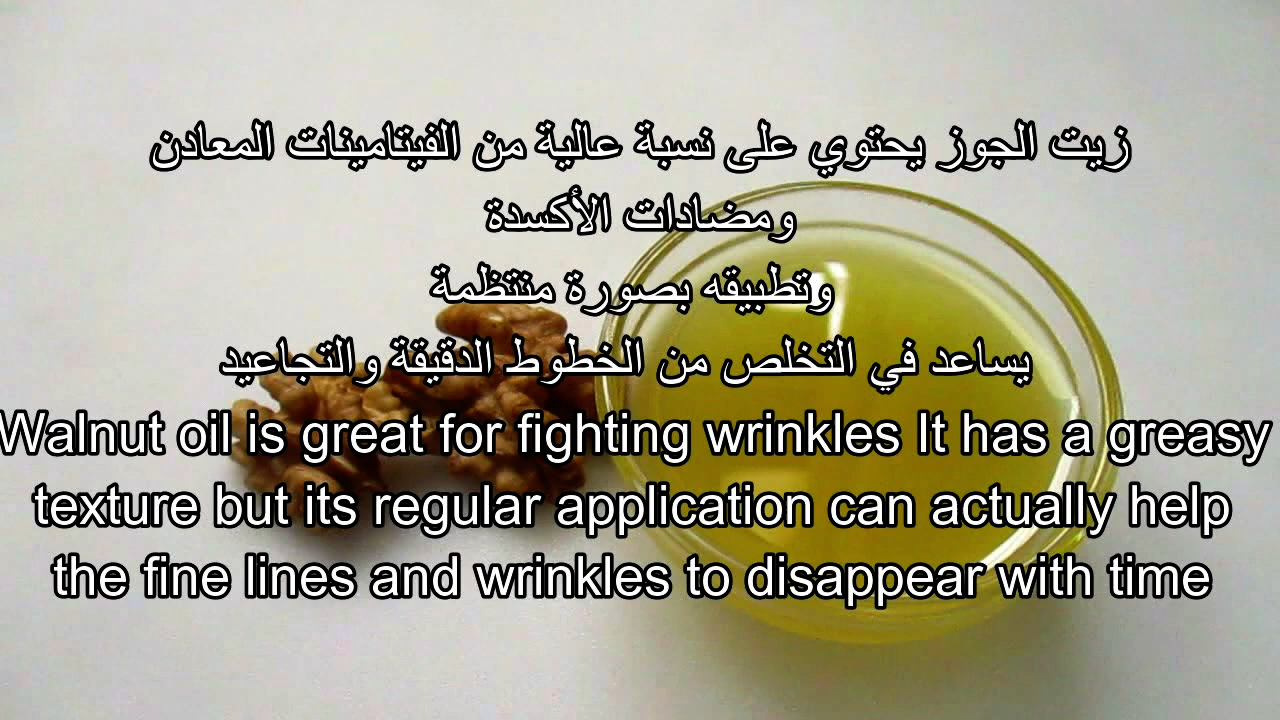 زيت الجوز يحتوي على نسبة عالية من الفيتامينات المعادن
ومضادات الأكسدة
وتطبيقه بصورة منتظمة
يساعد في التخلص من الخطوط الدقيقة والتجاعيد
Walnut oil is great for fighting wrinkles It has a greasy
texture but its regular application can actually help
the fine lines and wrinkles to disappear with time